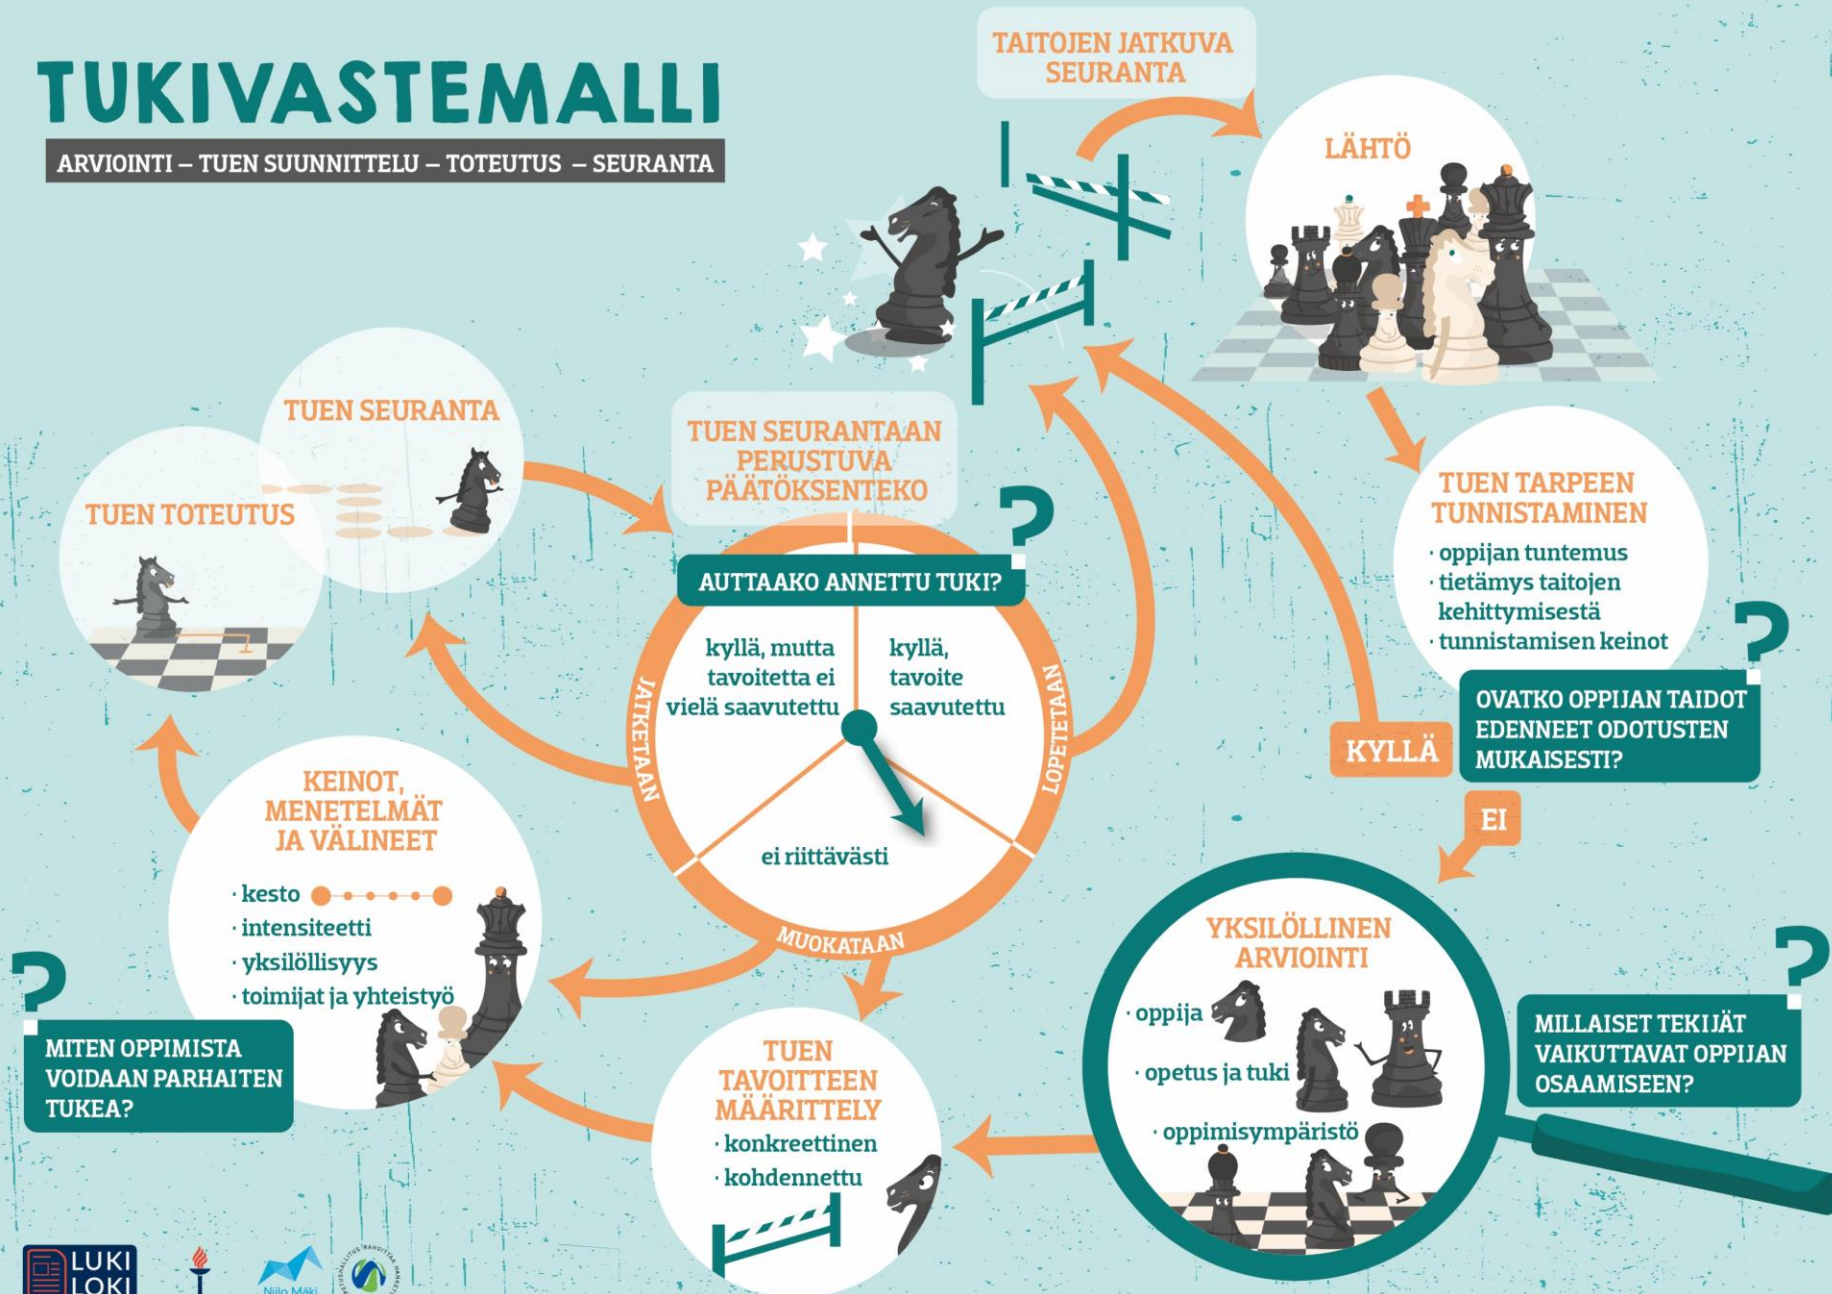 TUKIVASTEMALLI
ARVIOINTI – TUEN SUUNNITTELU – TOTEUTUS – SEURANTA
TAITOJEN JATKUVA
SEURANTA
LÄHTÖ
TUEN TARPEEN
TUNNISTAMINEN
· oppijan tuntemus
· tietämys taitojen
kehittymisestä
· tunnistamisen keinot
?
OVATKO OPPIJAN TAIDOT
EDENNEET ODOTUSTEN
MUKAISESTI?
KYLLÄ
EI
YKSILÖLLINEN
ARVIOINTI
· oppija
· opetus ja tuki
· oppimisympäristö
?
MILLAISET TEKIJÄT
VAIKUTTAVAT OPPIJAN
OSAAMISEEN?
TUEN
TAVOITTEEN
MÄÄRITTELY
· konkreettinen
· kohdennettu
KEINOT,
MENETELMÄT
JA VÄLINEET
· kesto
· intensiteetti
· yksilöllisyys
· toimijat ja yhteistyö
?
MITEN OPPIMISTA
VOIDAAN PARHAITEN
TUKEA?
TUEN TOTEUTUS
TUEN SEURANTA
TUEN SEURANTAAN
PERUSTUVA
PÄÄTÖKSENTEKO
?
AUTTAAKO ANNETTU TUKI?
kyllä, mutta
tavoitetta ei
vielä saavutettu
kyllä,
tavoite
saavutettu
ei riittävästi
JATKETAAN
LOPETETAAN
MUOKATAAN
LUKI
LOKI
Niilo Mäki